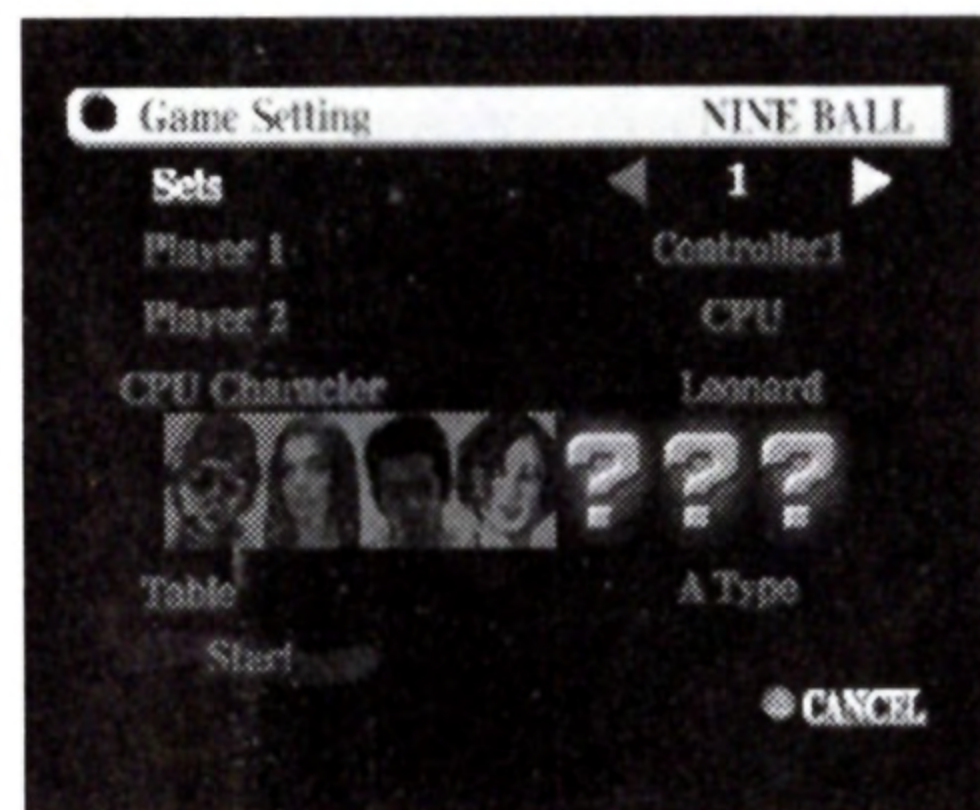 Game Setting NINE BALL
Sets 1
Player 1 Controller1
Player 2 CPU
CPU Character Leonard
? ? ?
Table A Type
Start
CANCEL